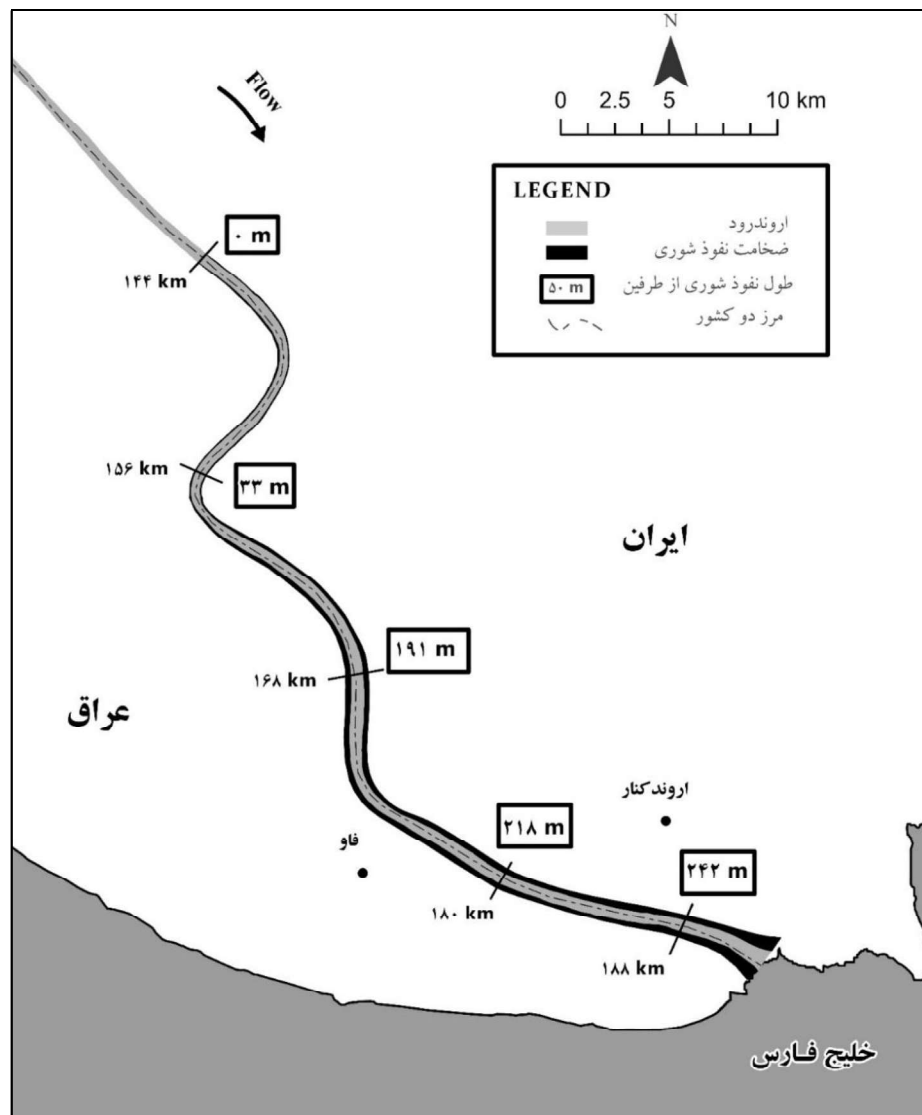 N
Flow
0 2.5 5 10 km
LEGEND
اروندرود
ضخامت نفوذ شوری
طول نفوذ شوری از طرفین
۵۰ m
مرز دو کشور
۰ m
۱۴۴ km
۱۵۶ km
۳۳ m
ایران
۱۹۱ m
۱۶۸ km
عراق
اروندکنار
۲۱۸ m
فاو
۲۴۲ m
۱۸۰ km
۱۸۸ km
خلیج فارس